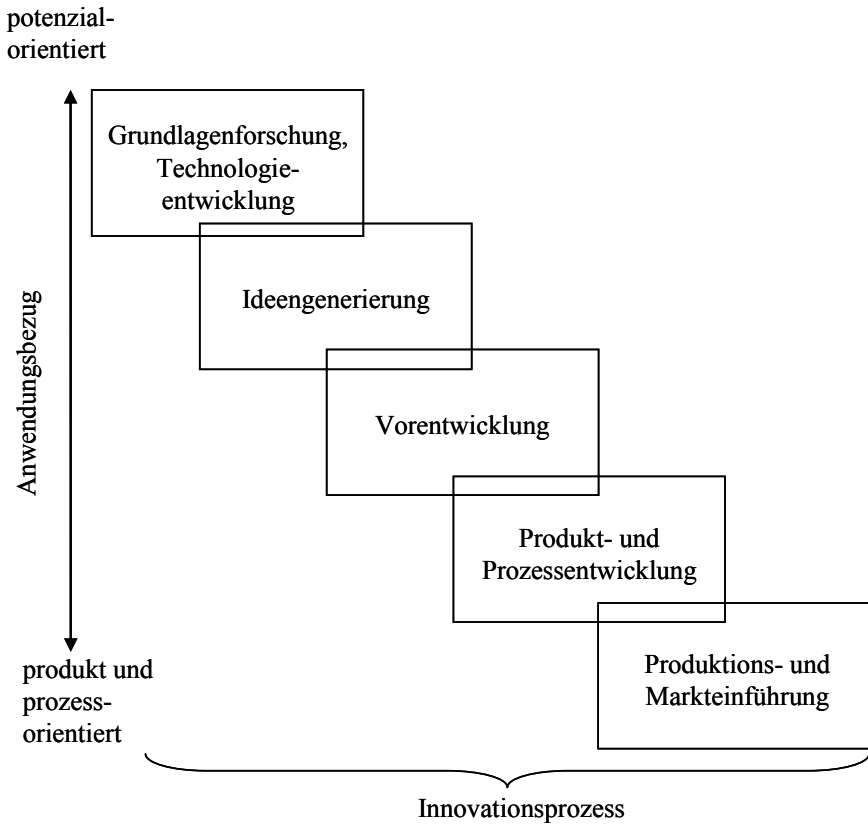 potenzial-
orientiert
Grundlagenforschung,
Technologie-
entwicklung
Ideengenerierung
Anwendungsbezug
Vorentwicklung
Produkt- und
Prozessentwicklung
produkt und
prozess-
orientiert
Produktions- und
Markteinführung
Innovationsprozess